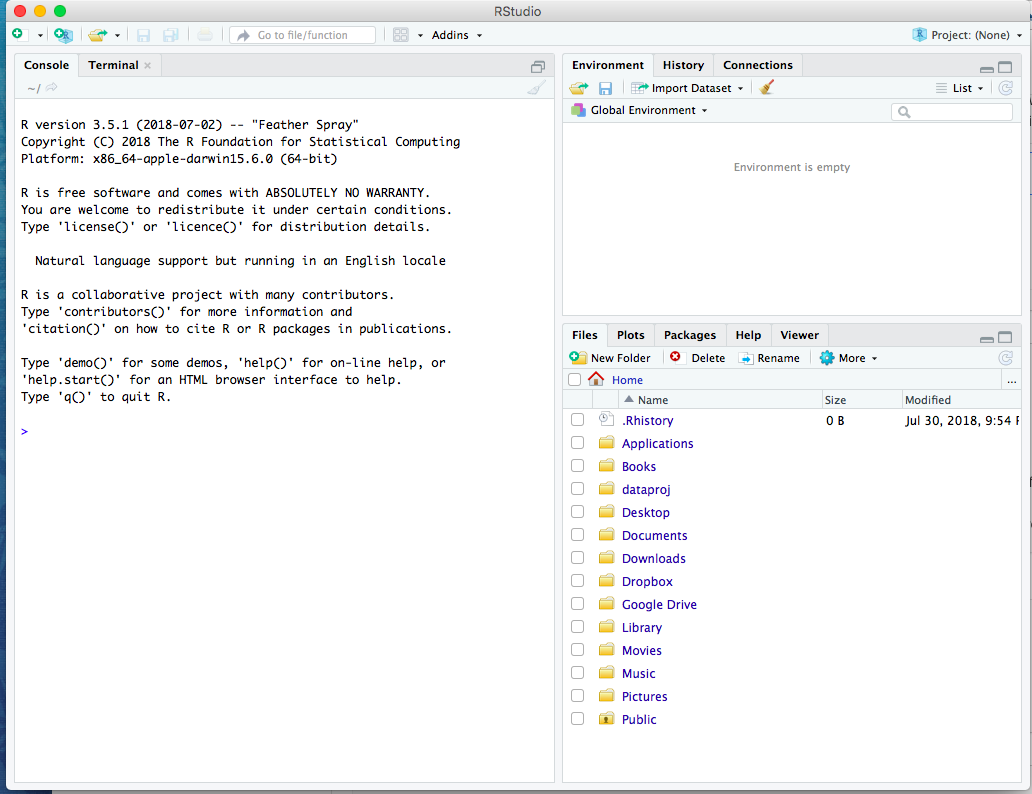 RStudio
Go to file/function
Addins
Project: (None)
Console Terminal
~/
R version 3.5.1 (2018-07-02) -- "Feather Spray"
Copyright (C) 2018 The R Foundation for Statistical Computing
Platform: x86_64-apple-darwin15.6.0 (64-bit)
R is free software and comes with ABSOLUTELY NO WARRANTY.
You are welcome to redistribute it under certain conditions.
Type 'license()' or 'licence()' for distribution details.
Natural language support but running in an English locale
R is a collaborative project with many contributors.
Type 'contributors()' for more information and
'citation()' on how to cite R or R packages in publications.
Type 'demo()' for some demos, 'help()' for on-line help, or
'help.start()' for an HTML browser interface to help.
Type 'q()' to quit R.
>
Environment History Connections
Import Dataset List
Global Environment
Environment is empty
Files Plots Packages Help Viewer
New Folder Delete Rename More
Home ...
Name Size Modified
.Rhistory 0 B Jul 30, 2018, 9:54
Applications
Books
dataproj
Desktop
Documents
Downloads
Dropbox
Google Drive
Library
Movies
Music
Pictures
Public